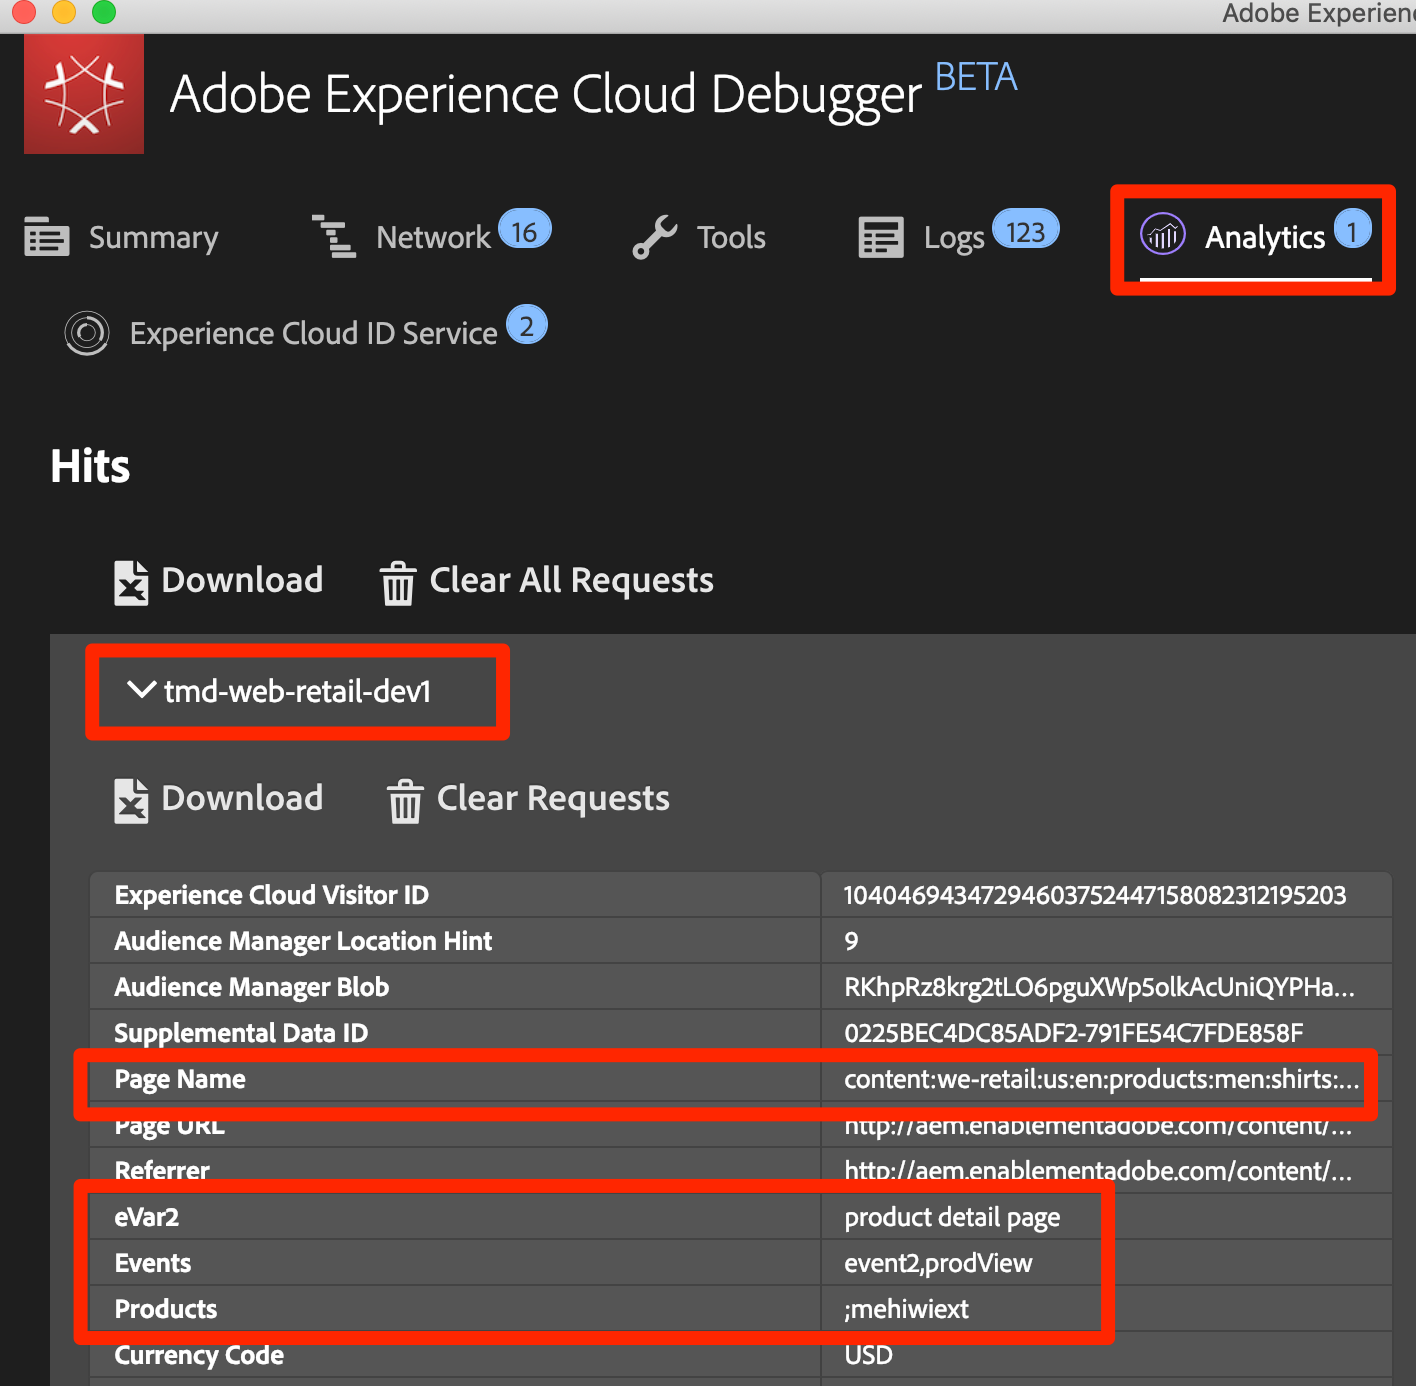 Adobe Experienc
Adobe Experience Cloud Debugger BETA
Summary
Network 16
Tools
Logs 123
Analytics 1
Experience Cloud ID Service 2
Hits
Download
Clear All Requests
tmd-web-retail-dev1
Download
Clear Requests
Experience Cloud Visitor ID 10404694347294603752447158082312195203
Audience Manager Location Hint 9
Audience Manager Blob RKhpRz8krg2tLO6pguXWp5olkAcUniQYPHa...
Supplemental Data ID 0225BEC4DC85ADF2-791FE54C7FDE858F
Page Name content:we-retail:us:en:products:men:shirts:...
Page URL http://aem.enablementadobe.com/content/...
Referrer http://aem.enablementadobe.com/content/...
eVar2 product detail page
Events event2,prodView
Products ;mehiwiext
Currency Code USD